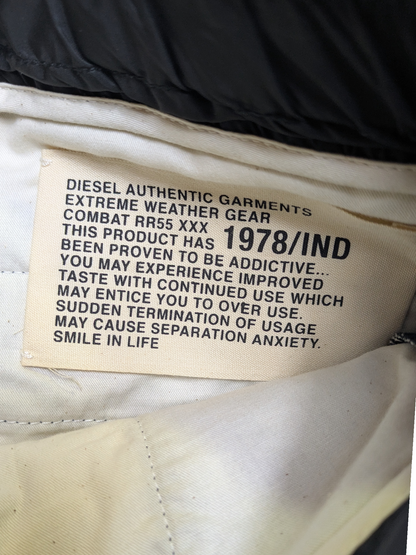 DIESEL AUTHENTIC GARMENTS
EXTREME WEATHER GEAR
COMBAT RR55 XXX
THIS PRODUCT HAS 1978/IND
BEEN PROVEN TO BE ADDICTIVE...
YOU MAY EXPERIENCE IMPROVED
TASTE WITH CONTINUED USE WHICH
MAY ENTICE YOU TO OVER USE.
SUDDEN TERMINATION OF USAGE
MAY CAUSE SEPARATION ANXIETY.
SMILE IN LIFE